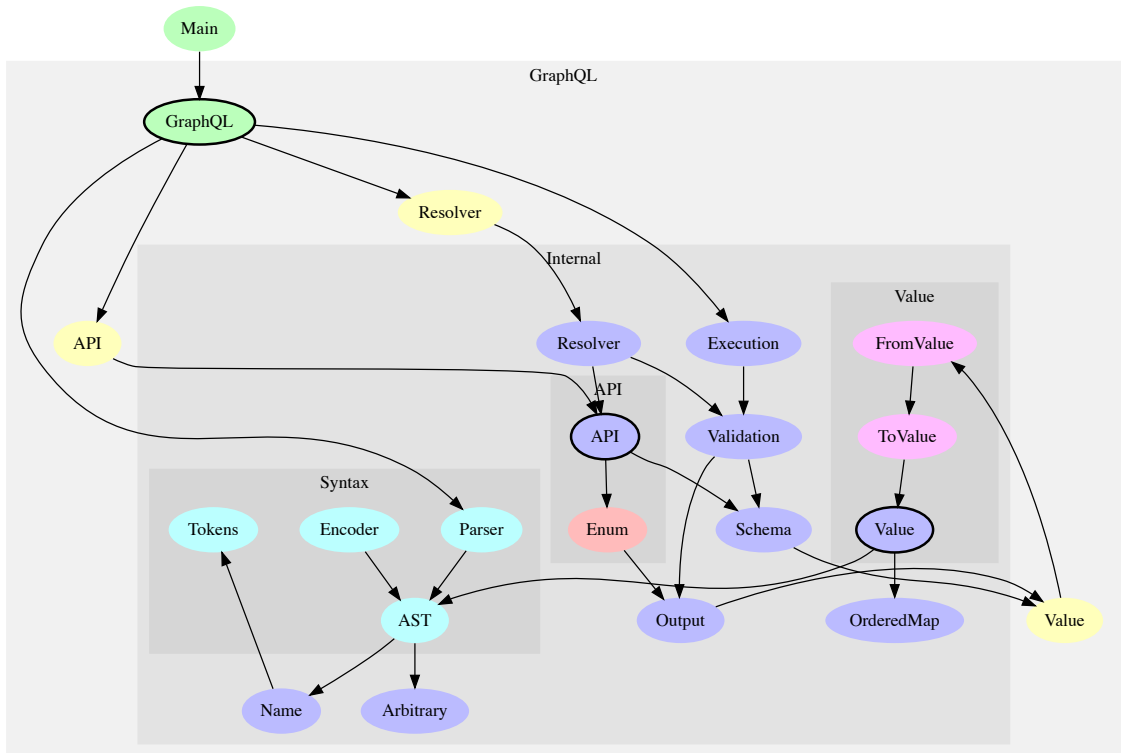 Main
GraphQL
GraphQL
Resolver
Internal
Value
API
Resolver
Execution
FromValue
API
API
Validation
ToValue
Syntax
Tokens
Encoder
Parser
Enum
Schema
Value
AST
Output
OrderedMap
Value
Name
Arbitrary